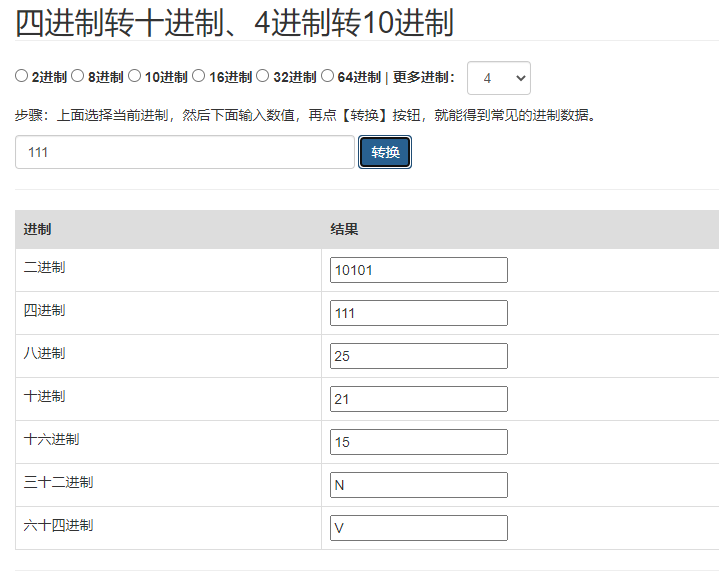 四进制转十进制、4进制转10进制
2进制 8进制 10进制 16进制 32进制 64进制 | 更多进制： 4
步骤：上面选择当前进制，然后下面输入数值，再点【转换】按钮，就能得到常见的进制数据。
111 转换
进制 结果
二进制 10101
四进制 111
八进制 25
十进制 21
十六进制 15
三十二进制 N
六十四进制 V